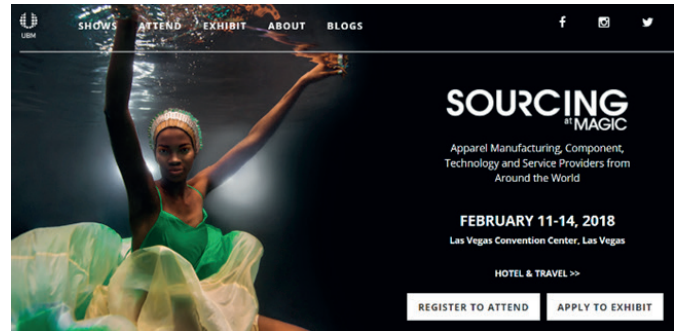 UBM
SHOWS ATTEND EXHIBIT ABOUT BLOGS
SOURCING
at MAGIC
Apparel Manufacturing, Component,
Technology and Service Providers from
Around the World
FEBRUARY 11-14, 2018
Las Vegas Convention Center, Las Vegas
HOTEL & TRAVEL >>
REGISTER TO ATTEND APPLY TO EXHIBIT